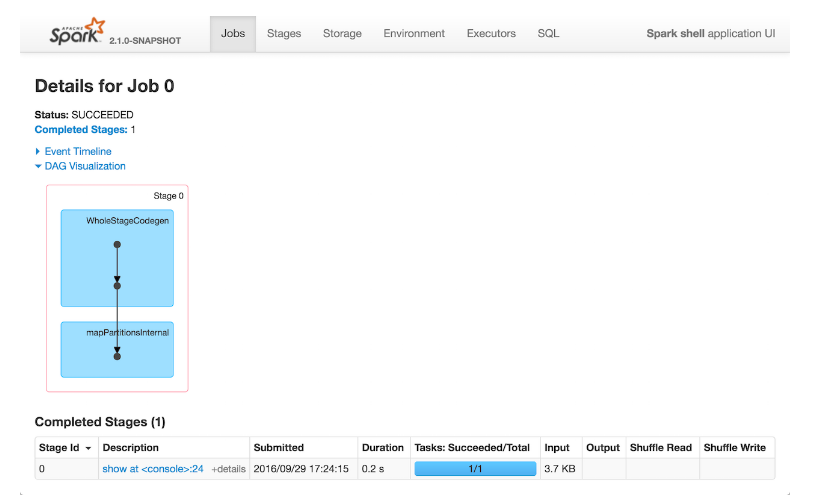 APACHE
Spark 2.1.0-SNAPSHOT Jobs Stages Storage Environment Executors SQL Spark shell application UI
Details for Job 0
Status: SUCCEEDED
Completed Stages: 1
Event Timeline
DAG Visualization
Stage 0
WholeStageCodegen
mapPartitionsInternal
Completed Stages (1)
Stage Id Description Submitted Duration Tasks: Succeeded/Total Input Output Shuffle Read Shuffle Write
0 show at <console>:24 +details 2016/09/29 17:24:15 0.2 s 1/1 3.7 KB